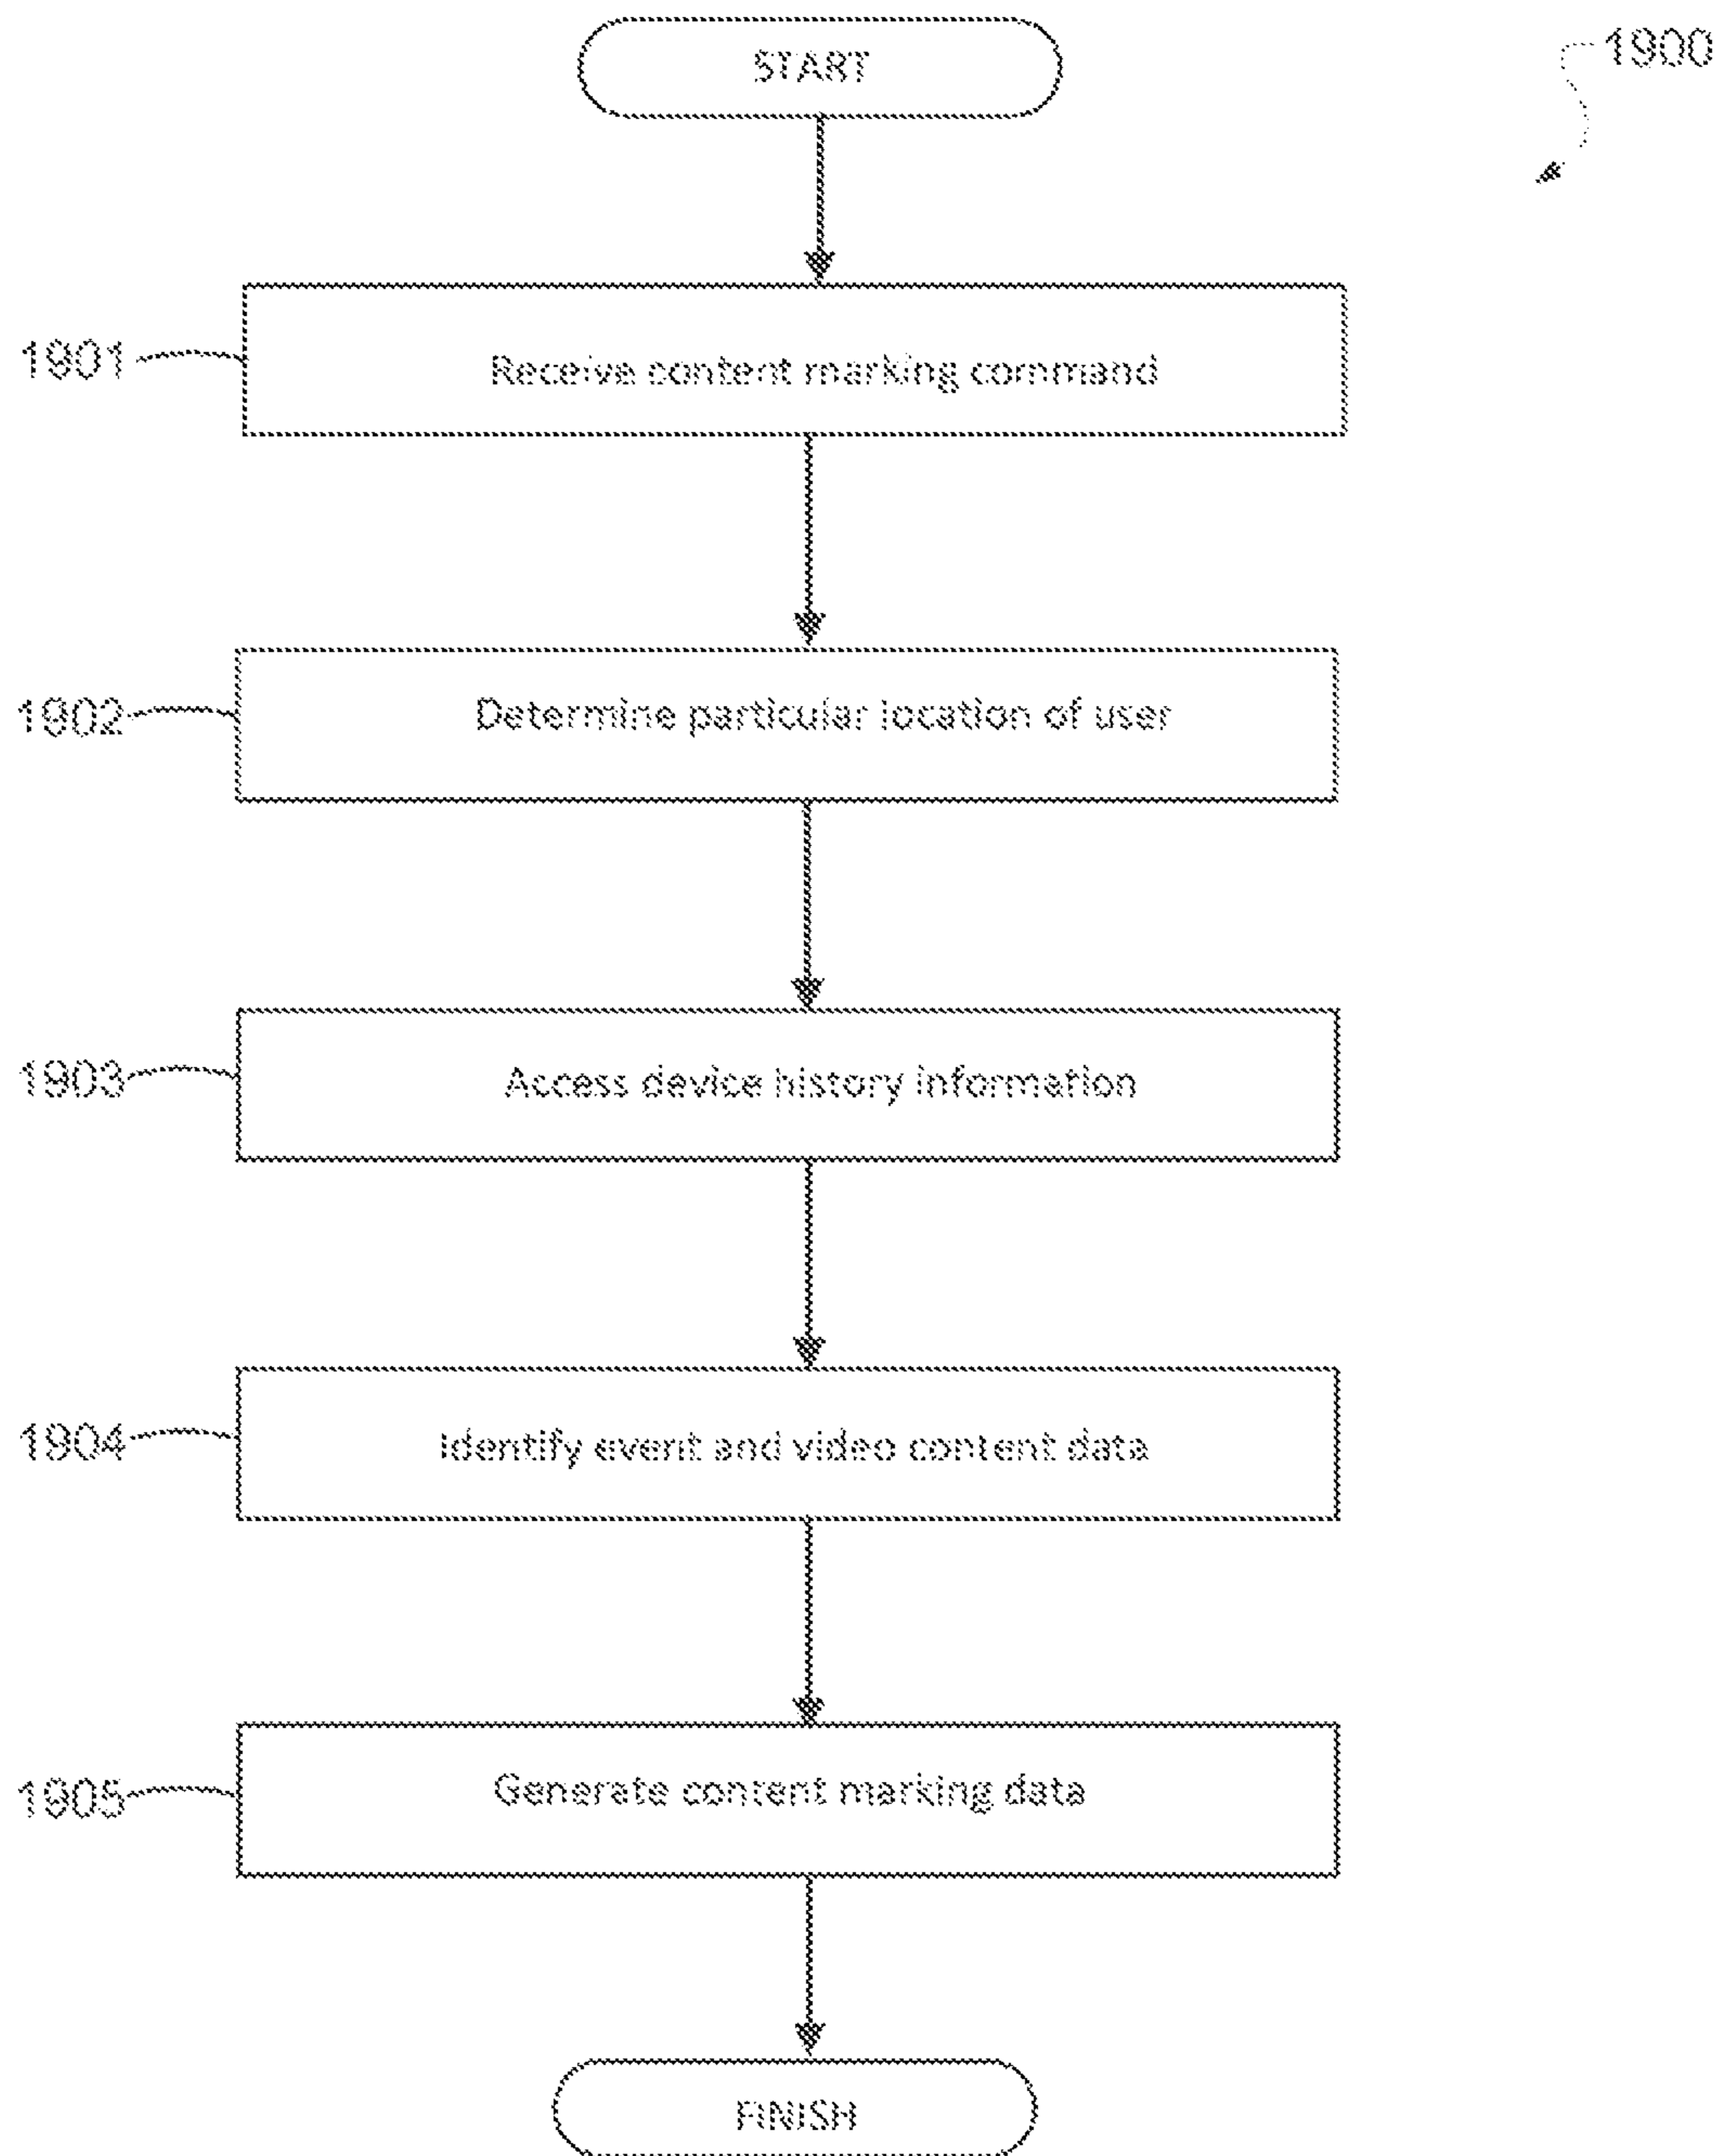 START
1900
1901
Receive content marking command
1902
Determine particular location of user
1903
Access device history information
1904
Identify event and video content data
1905
Generate content marking data
FINISH